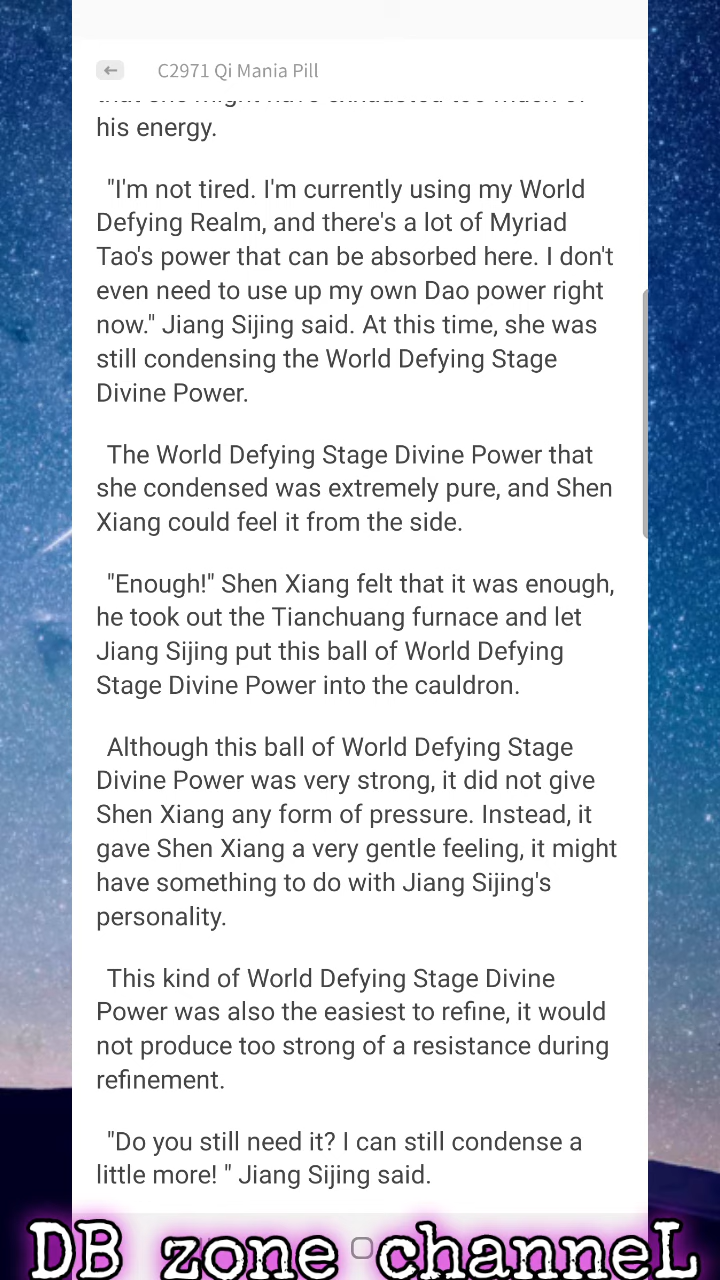 C2971 Qi Mania Pill
his energy.
"I'm not tired. I'm currently using my World
Defying Realm, and there's a lot of Myriad
Tao's power that can be absorbed here. I don't
even need to use up my own Dao power right
now." Jiang Sijing said. At this time, she was
still condensing the World Defying Stage
Divine Power.
The World Defying Stage Divine Power that
she condensed was extremely pure, and Shen
Xiang could feel it from the side.
"Enough!" Shen Xiang felt that it was enough,
he took out the Tianchuang furnace and let
Jiang Sijing put this ball of World Defying
Stage Divine Power into the cauldron.
Although this ball of World Defying Stage
Divine Power was very strong, it did not give
Shen Xiang any form of pressure. Instead, it
gave Shen Xiang a very gentle feeling, it might
have something to do with Jiang Sijing's
personality.
This kind of World Defying Stage Divine
Power was also the easiest to refine, it would
not produce too strong of a resistance during
refinement.
"Do you still need it? I can still condense a
little more! " Jiang Sijing said.
DB zone channeL